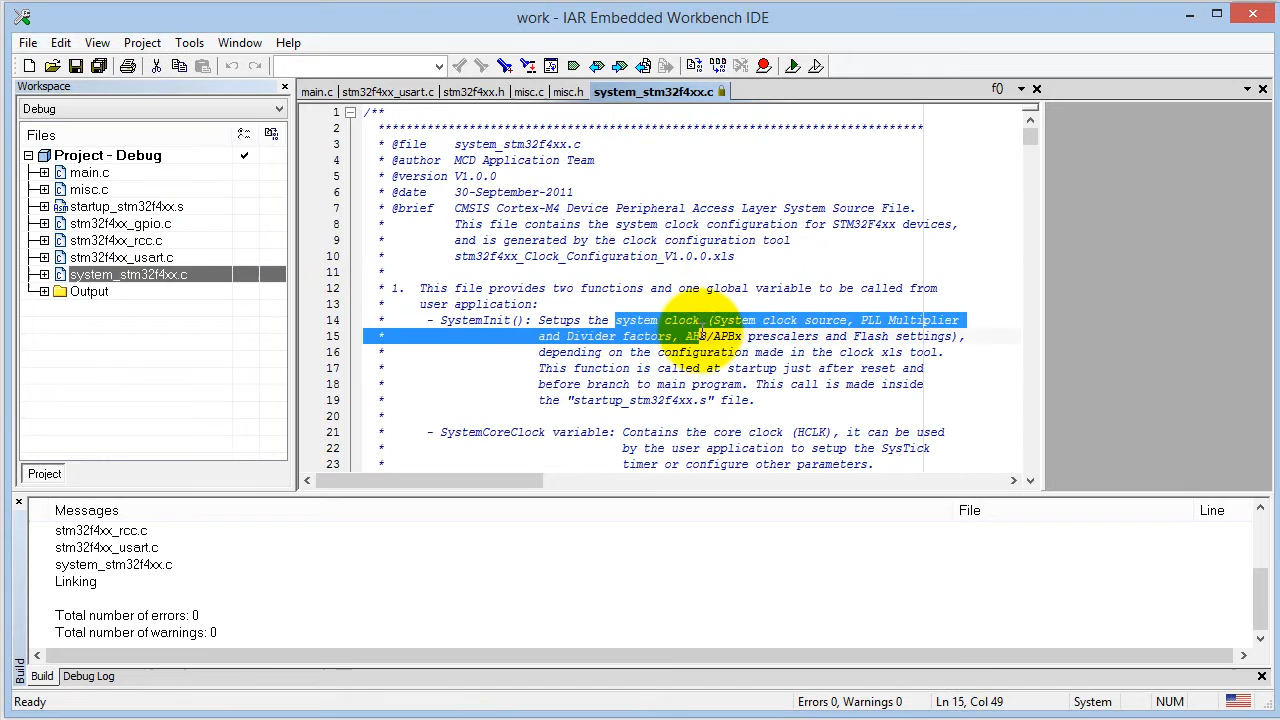 work - IAR Embedded Workbench IDE
File Edit View Project Tools Window Help
Workspace
Debug
Files
Project - Debug
main.c
misc.c
startup_stm32f4xx.s
stm32f4xx_gpio.c
stm32f4xx_rcc.c
stm32f4xx_usart.c
system_stm32f4xx.c
Output
Project
main.c stm32f4xx_usart.c stm32f4xx.h misc.c misc.h system_stm32f4xx.c f0
1 /**
2 ******************************************************************************
3 * @file system_stm32f4xx.c
4 * @author MCD Application Team
5 * @version V1.0.0
6 * @date 30-September-2011
7 * @brief CMSIS Cortex-M4 Device Peripheral Access Layer System Source File.
8 * This file contains the system clock configuration for STM32F4xx devices,
9 * and is generated by the clock configuration tool
10 * stm32f4xx_Clock_Configuration_V1.0.0.xls
11 *
12 * 1. This file provides two functions and one global variable to be called from
13 * user application:
14 * - SystemInit(): Setups the system clock (System clock source, PLL Multiplier
15 * and Divider factors, AHB/APBx prescalers and Flash settings),
16 * depending on the configuration made in the clock xls tool.
17 * This function is called at startup just after reset and
18 * before branch to main program. This call is made inside
19 * the "startup_stm32f4xx.s" file.
20 *
21 * - SystemCoreClock variable: Contains the core clock (HCLK), it can be used
22 * by the user application to setup the SysTick
23 * timer or configure other parameters.
Messages File Line
stm32f4xx_rcc.c
stm32f4xx_usart.c
system_stm32f4xx.c
Linking
Total number of errors: 0
Total number of warnings: 0
Build
Build Debug Log
Ready Errors 0, Warnings 0 Ln 15, Col 49 System NUM